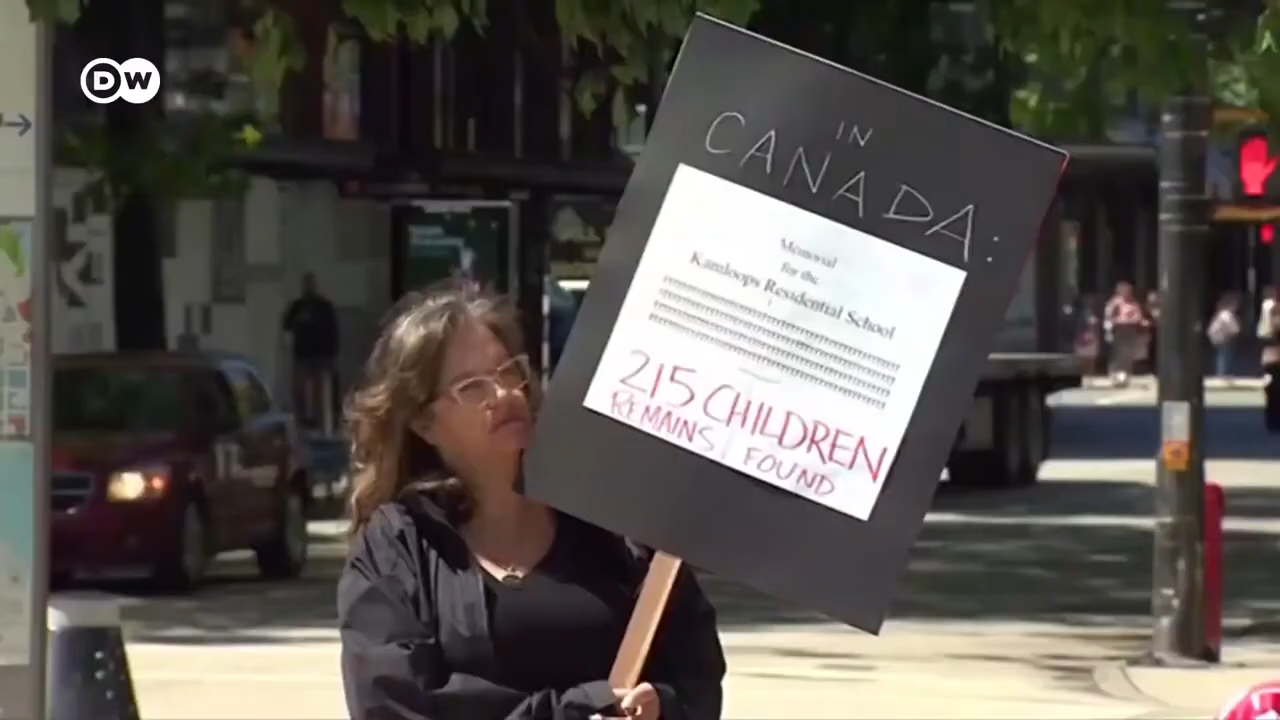 DW
IN
CANADA:
Memorial
for the
Kamloops Residential School
215 CHILDREN
REMAINS FOUND